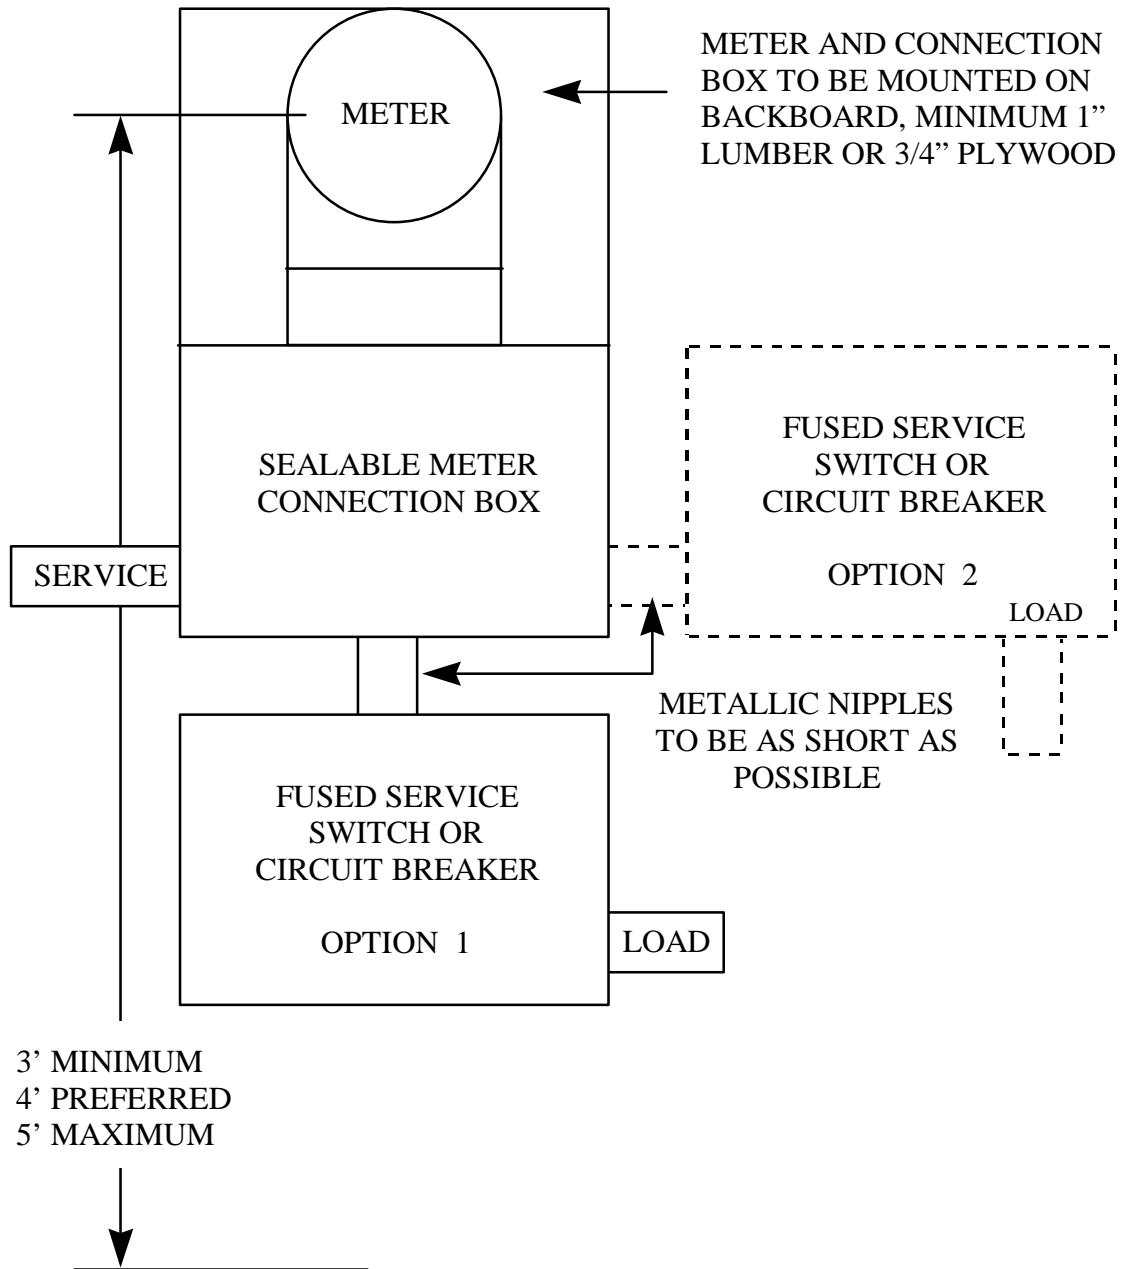 METER
METER AND CONNECTION
BOX TO BE MOUNTED ON
BACKBOARD, MINIMUM 1”
LUMBER OR 3/4” PLYWOOD
SEALABLE METER
CONNECTION BOX
FUSED SERVICE
SWITCH OR
CIRCUIT BREAKER
OPTION 2
LOAD
SERVICE
METALLIC NIPPLES
TO BE AS SHORT AS
POSSIBLE
FUSED SERVICE
SWITCH OR
CIRCUIT BREAKER
OPTION 1
LOAD
3’ MINIMUM
4’ PREFERRED
5’ MAXIMUM